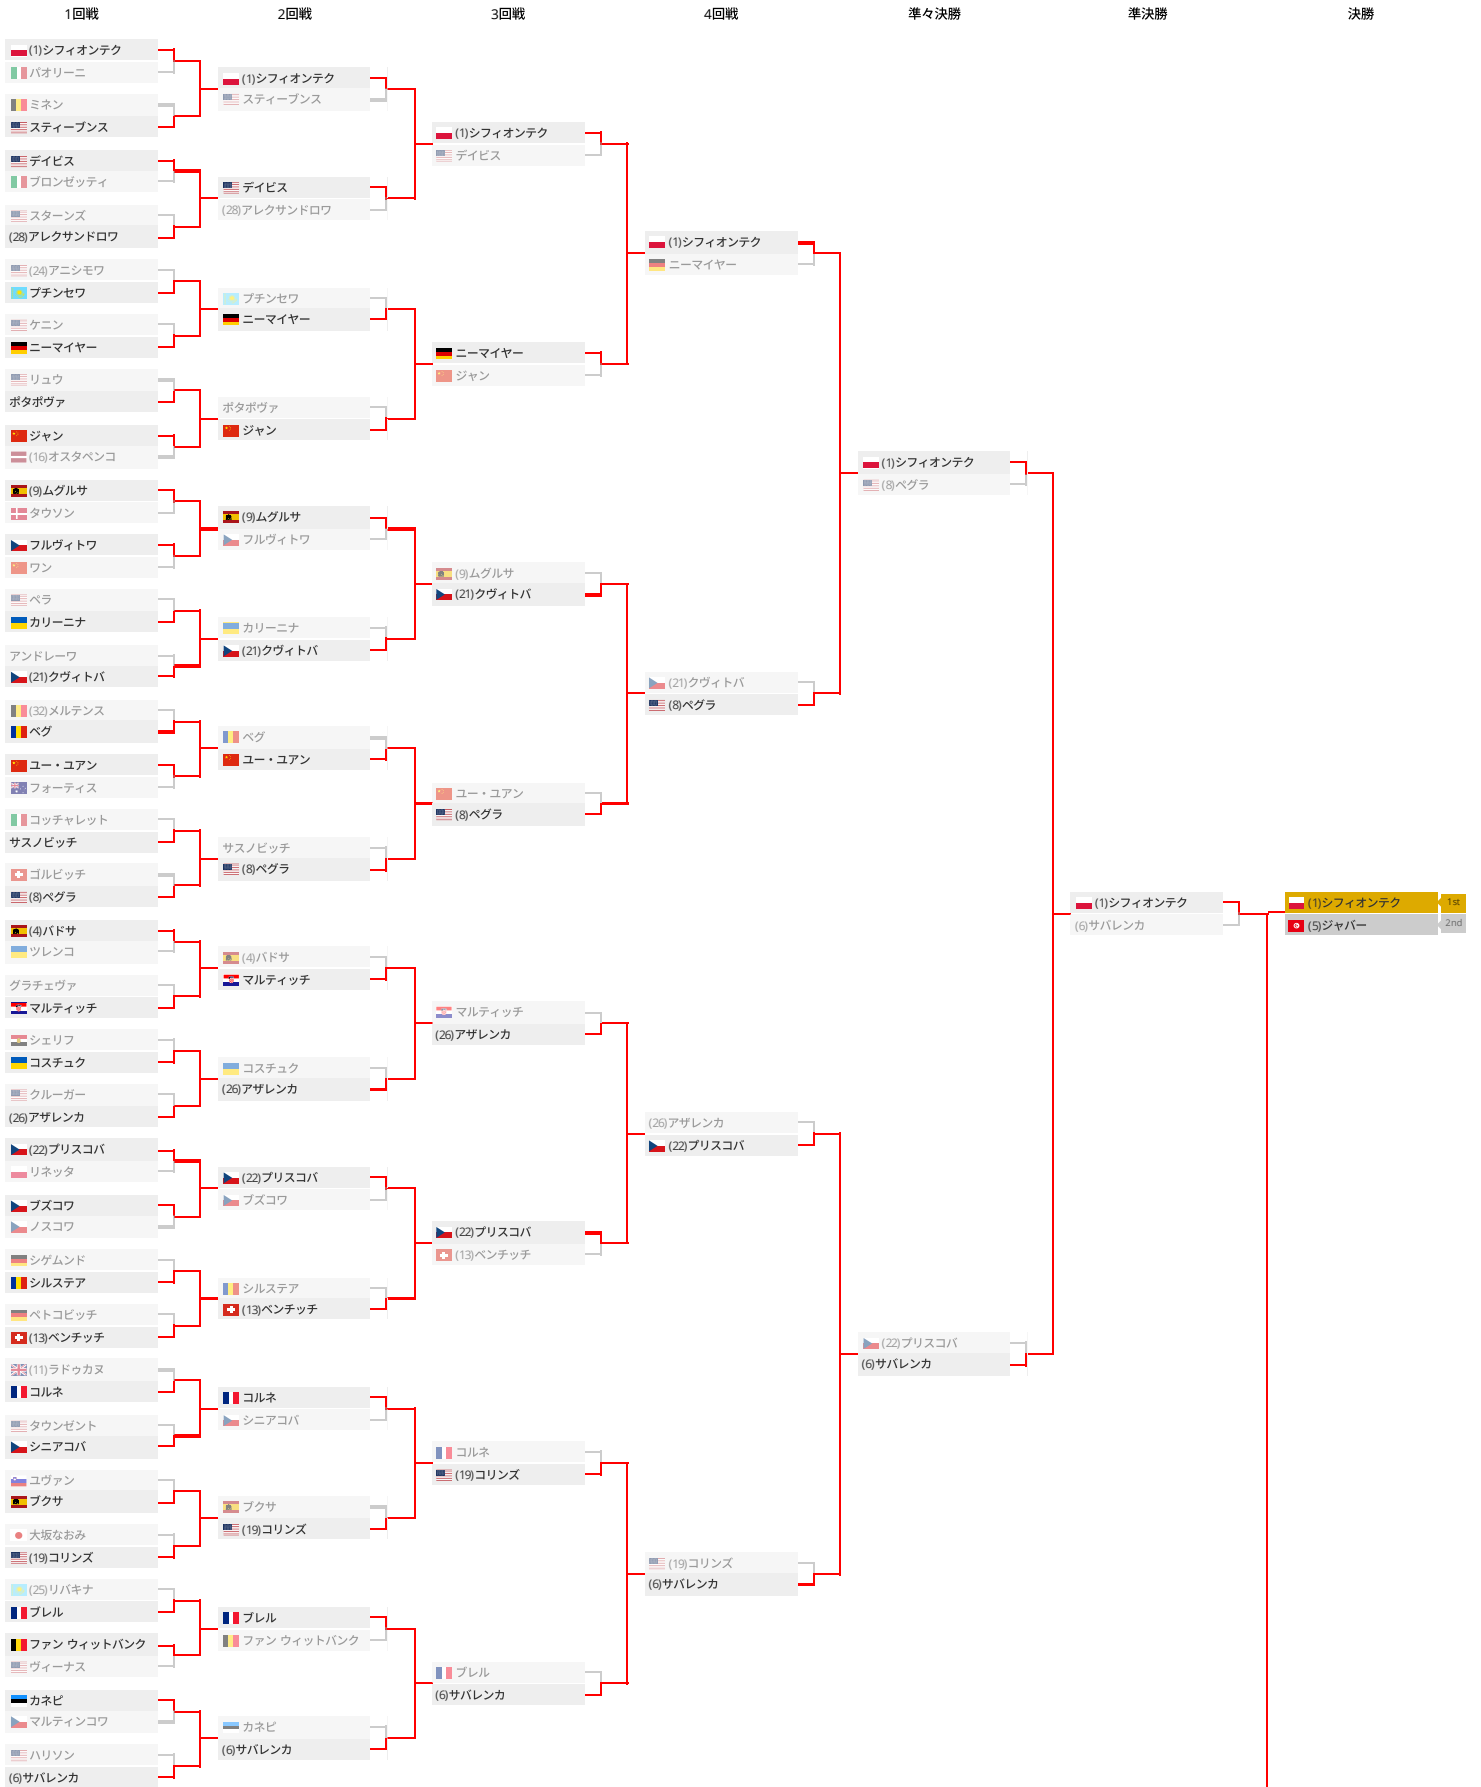 1回戦
2回戦
3回戦
4回戦
準々決勝
準決勝
決勝
(1)シフィオンテク
パオリーニ
ミネン
スティーブンス
デイビス
ブロンゼッティ
スターンズ
(28)アレクサンドロワ
(24)アニシモワ
プチンセワ
ケニン
ニーマイヤー
リュウ
ポタポヴァ
ジャン
(16)オスタペンコ
(9)ムグルサ
タウソン
フルヴィトワ
ワン
ペラ
カリーニナ
アンドレーワ
(21)クヴィトバ
(32)メルテンス
ベグ
ユー・ユアン
フォーティス
コッチャレット
サスノビッチ
ゴルビッチ
(8)ペグラ
(4)バドサ
ツレンコ
グラチェヴァ
マルティッチ
シェリフ
コスチュク
クルーガー
(26)アザレンカ
(22)プリスコバ
リネッタ
ブズコワ
ノスコワ
シゲムンド
シルステア
ペトコビッチ
(13)ベンチッチ
(11)ラドゥカヌ
コルネ
タウンゼント
シニアコバ
ユヴァン
ブクサ
大坂なおみ
(19)コリンズ
(25)リバキナ
ブレル
ファン ウィットバンク
ヴィーナス
カネピ
マルティンコワ
ハリソン
(6)サバレンカ
(1)シフィオンテク
スティーブンス
デイビス
(28)アレクサンドロワ
プチンセワ
ニーマイヤー
ポタポヴァ
ジャン
(9)ムグルサ
フルヴィトワ
カリーニナ
(21)クヴィトバ
ベグ
ユー・ユアン
サスノビッチ
(8)ペグラ
(4)バドサ
マルティッチ
コスチュク
(26)アザレンカ
(22)プリスコバ
ブズコワ
シルステア
(13)ベンチッチ
コルネ
シニアコバ
ブクサ
(19)コリンズ
ブレル
ファン ウィットバンク
カネピ
(6)サバレンカ
(1)シフィオンテク
デイビス
ニーマイヤー
ジャン
(9)ムグルサ
(21)クヴィトバ
ユー・ユアン
(8)ペグラ
マルティッチ
(26)アザレンカ
(22)プリスコバ
(13)ベンチッチ
コルネ
(19)コリンズ
ブレル
(6)サバレンカ
(1)シフィオンテク
ニーマイヤー
(21)クヴィトバ
(8)ペグラ
(26)アザレンカ
(22)プリスコバ
(19)コリンズ
(6)サバレンカ
(1)シフィオンテク
(8)ペグラ
(22)プリスコバ
(6)サバレンカ
(1)シフィオンテク
(6)サバレンカ
(1)シフィオンテク 1st
(5)ジャバー 2nd